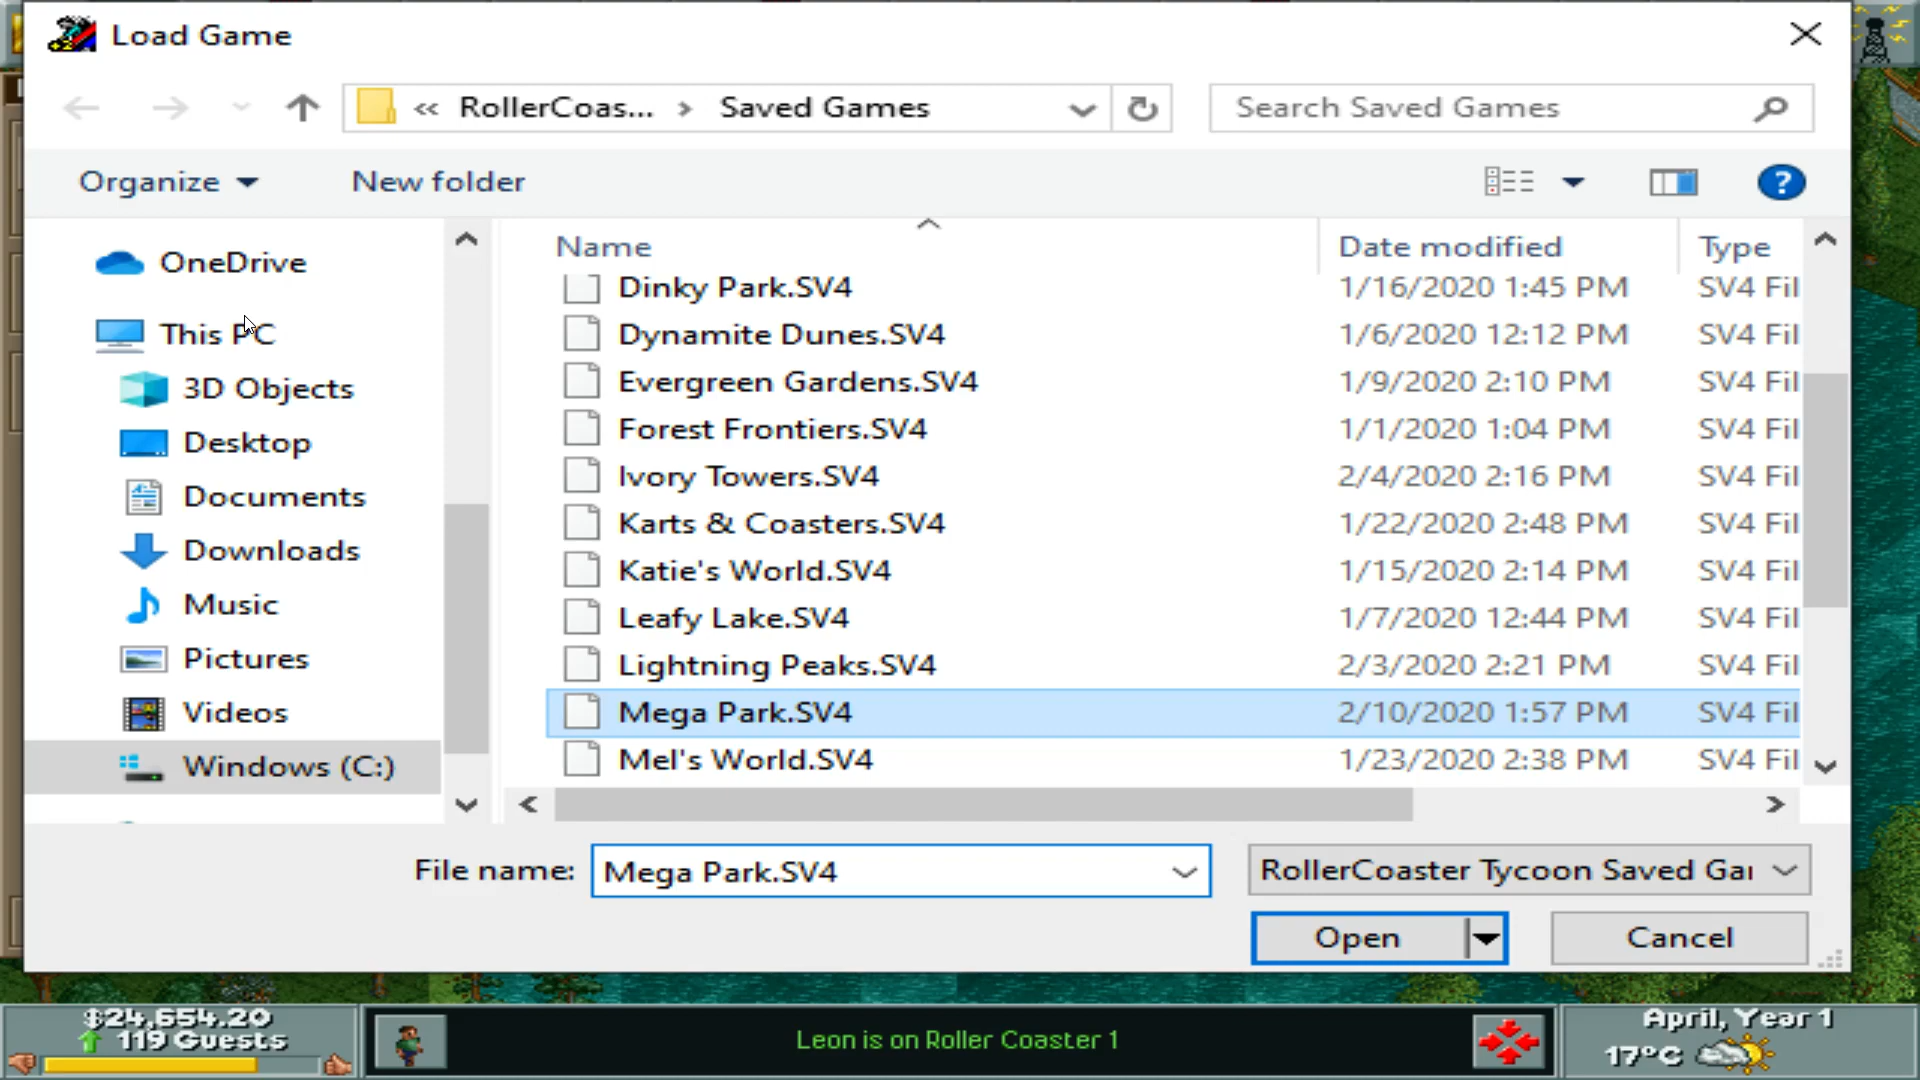 Load Game
« RollerCoas... > Saved Games
Search Saved Games
Organize
New folder
?
OneDrive
This PC
3D Objects
Desktop
Documents
Downloads
Music
Pictures
Videos
Windows (C:)
Name Date modified Type
Dinky Park.SV4 1/16/2020 1:45 PM SV4 Fil
Dynamite Dunes.SV4 1/6/2020 12:12 PM SV4 Fil
Evergreen Gardens.SV4 1/9/2020 2:10 PM SV4 Fil
Forest Frontiers.SV4 1/1/2020 1:04 PM SV4 Fil
Ivory Towers.SV4 2/4/2020 2:16 PM SV4 Fil
Karts & Coasters.SV4 1/22/2020 2:48 PM SV4 Fil
Katie's World.SV4 1/15/2020 2:14 PM SV4 Fil
Leafy Lake.SV4 1/7/2020 12:44 PM SV4 Fil
Lightning Peaks.SV4 2/3/2020 2:21 PM SV4 Fil
Mega Park.SV4 2/10/2020 1:57 PM SV4 Fil
Mel's World.SV4 1/23/2020 2:38 PM SV4 Fil
File name: Mega Park.SV4
RollerCoaster Tycoon Saved Gar
Open
Cancel
$24,654.20
119 Guests
Leon is on Roller Coaster 1
April, Year 1
17°C